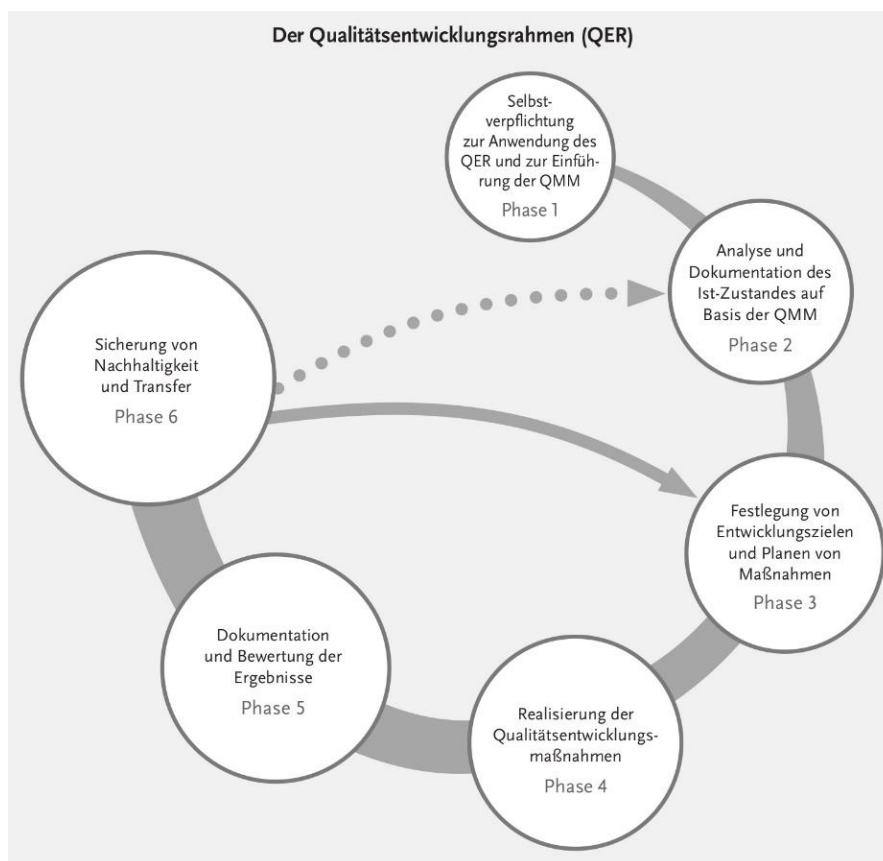 Der Qualitätsentwicklungsrahmen (QER)
Selbst-
verpflichtung
zur Anwendung des
QER und zur Einfüh-
rung der QMM
Phase 1
Analyse und
Dokumentation des
Ist-Zustandes auf
Basis der QMM
Phase 2
Festlegung von
Entwicklungszielen
und Planen von
Maßnahmen
Phase 3
Realisierung der
Qualitätsentwicklungs-
maßnahmen
Phase 4
Dokumentation
und Bewertung der
Ergebnisse
Phase 5
Sicherung von
Nachhaltigkeit
und Transfer
Phase 6